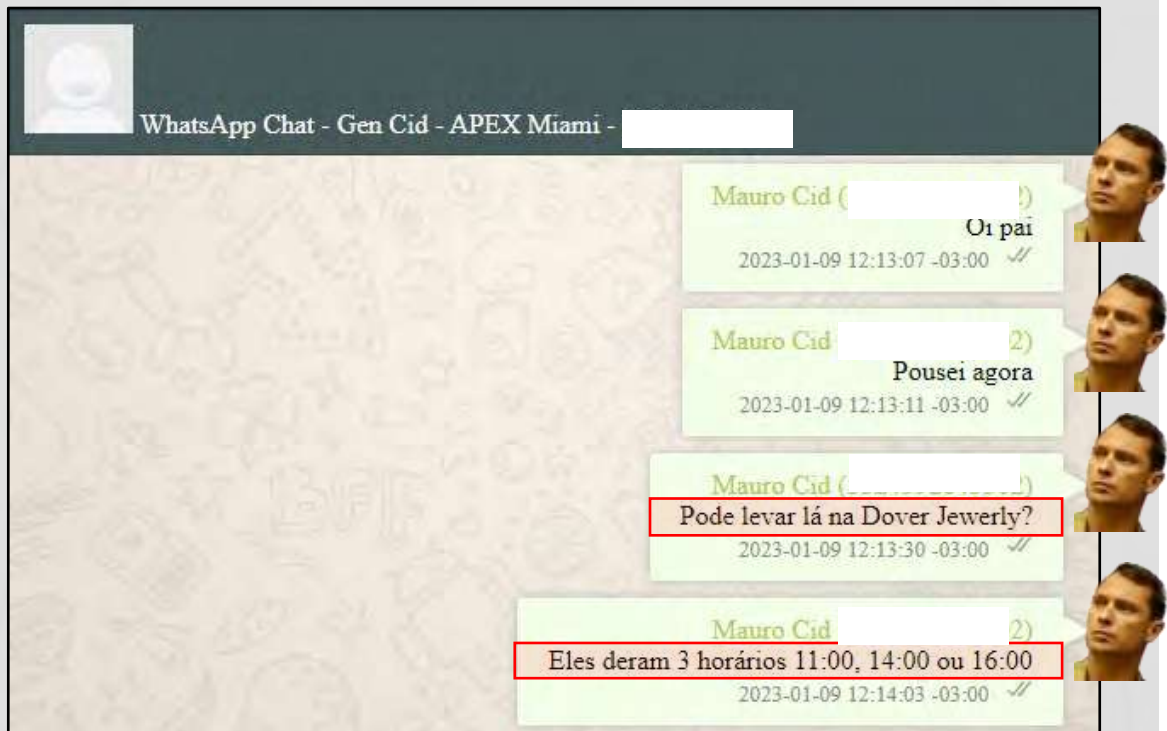 WhatsApp Chat - Gen Cid - APEX Miami -
Mauro Cid ( )
Oi pai
2023-01-09 12:13:07 -03:00
Mauro Cid 2)
Pousei agora
2023-01-09 12:13:11 -03:00
Mauro Cid ( 2)
Pode levar lá na Dover Jewerly?
2023-01-09 12:13:30 -03:00
Mauro Cid 2)
Eles deram 3 horários 11:00, 14:00 ou 16:00
2023-01-09 12:14:03 -03:00